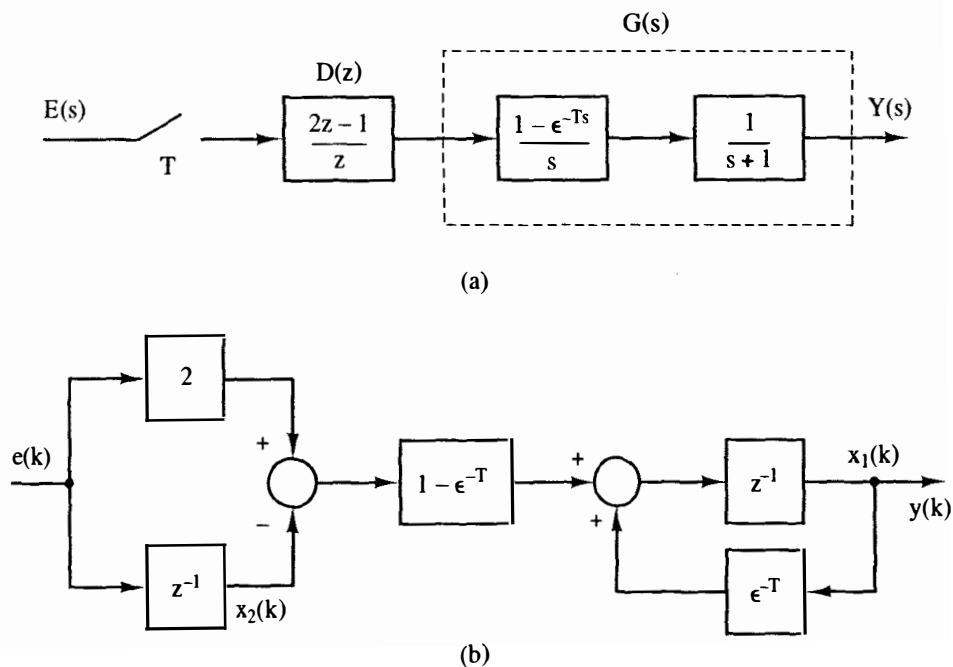 G(s)
D(z)
E(s)
T
2z − 1
z
1 − ϵ^−Ts
s
1
s + 1
Y(s)
(a)
2
e(k)
+
−
z^−1
x₂(k)
1 − ϵ^−T
+
+
z^−1
x₁(k)
y(k)
ϵ^−T
(b)